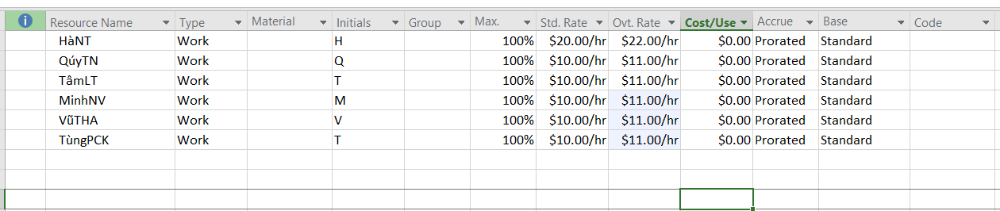 i Resource Name Type Material Initials Group Max. Std. Rate Ovt. Rate Cost/Use Accrue Base Code
HàNT Work H 100% $20.00/hr $22.00/hr $0.00 Prorated Standard
QúyTN Work Q 100% $10.00/hr $11.00/hr $0.00 Prorated Standard
TâmLT Work T 100% $10.00/hr $11.00/hr $0.00 Prorated Standard
MinhNV Work M 100% $10.00/hr $11.00/hr $0.00 Prorated Standard
VũTHA Work V 100% $10.00/hr $11.00/hr $0.00 Prorated Standard
TùngPCK Work T 100% $10.00/hr $11.00/hr $0.00 Prorated Standard